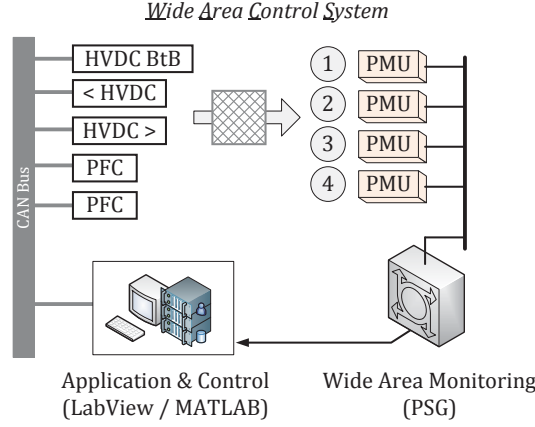 Wide Area Control System
HVDC BtB
< HVDC
HVDC >
PFC
PFC
CAN Bus
1 PMU
2 PMU
3 PMU
4 PMU
Application & Control
(LabView / MATLAB)
Wide Area Monitoring
(PSG)